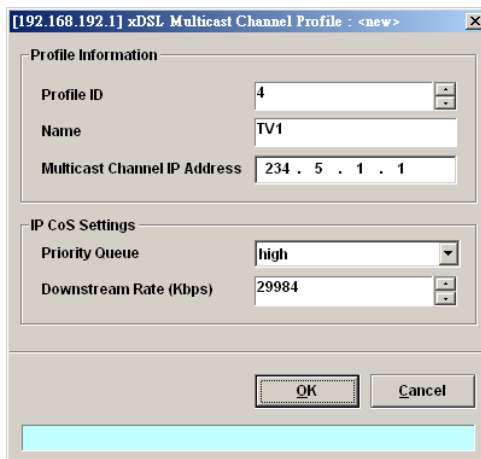 [192.168.192.1] xDSL Multicast Channel Profile : <new>
Profile Information
Profile ID 4
Name TV1
Multicast Channel IP Address 234 . 5 . 1 . 1
IP CoS Settings
Priority Queue high
Downstream Rate (Kbps) 29984
OK Cancel